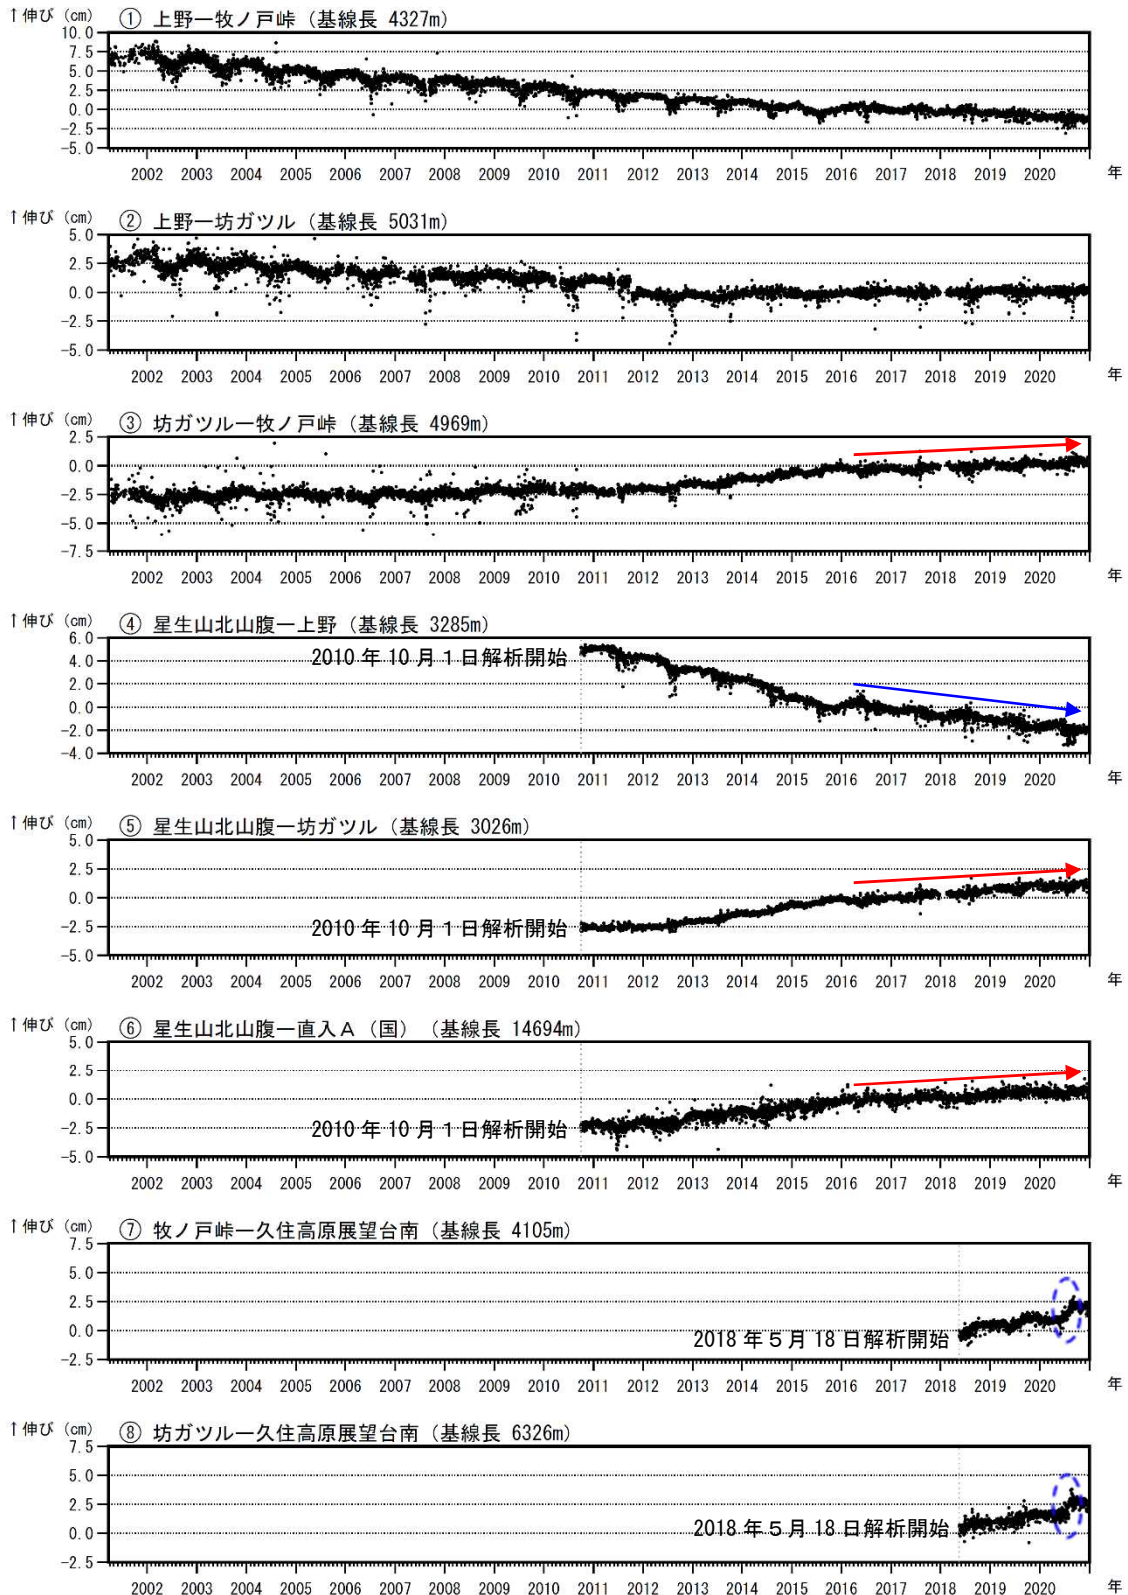 ↑伸び (cm) ① 上野ー牧ノ戸峠 (基線長 4327m)
10.0
7.5
5.0
2.5
0.0
-2.5
-5.0
2002 2003 2004 2005 2006 2007 2008 2009 2010 2011 2012 2013 2014 2015 2016 2017 2018 2019 2020 年
↑伸び (cm) ② 上野ー坊ガツル (基線長 5031m)
5.0
2.5
0.0
-2.5
-5.0
2002 2003 2004 2005 2006 2007 2008 2009 2010 2011 2012 2013 2014 2015 2016 2017 2018 2019 2020 年
↑伸び (cm) ③ 坊ガツルー牧ノ戸峠 (基線長 4969m)
2.5
0.0
-2.5
-5.0
-7.5
2002 2003 2004 2005 2006 2007 2008 2009 2010 2011 2012 2013 2014 2015 2016 2017 2018 2019 2020 年
↑伸び (cm) ④ 星生山北山腹ー上野 (基線長 3285m)
6.0
4.0
2.0
0.0
-2.0
-4.0
2010 年 10 月 1 日解析開始
2002 2003 2004 2005 2006 2007 2008 2009 2010 2011 2012 2013 2014 2015 2016 2017 2018 2019 2020 年
↑伸び (cm) ⑤ 星生山北山腹ー坊ガツル (基線長 3026m)
5.0
2.5
0.0
-2.5
-5.0
2010 年 10 月 1 日解析開始
2002 2003 2004 2005 2006 2007 2008 2009 2010 2011 2012 2013 2014 2015 2016 2017 2018 2019 2020 年
↑伸び (cm) ⑥ 星生山北山腹ー直入A (国) (基線長 14694m)
5.0
2.5
0.0
-2.5
-5.0
2010 年 10 月 1 日解析開始
2002 2003 2004 2005 2006 2007 2008 2009 2010 2011 2012 2013 2014 2015 2016 2017 2018 2019 2020 年
↑伸び (cm) ⑦ 牧ノ戸峠ー久住高原展望台南 (基線長 4105m)
7.5
5.0
2.5
0.0
-2.5
2018 年 5 月 18 日解析開始
2002 2003 2004 2005 2006 2007 2008 2009 2010 2011 2012 2013 2014 2015 2016 2017 2018 2019 2020 年
↑伸び (cm) ⑧ 坊ガツルー久住高原展望台南 (基線長 6326m)
7.5
5.0
2.5
0.0
-2.5
2018 年 5 月 18 日解析開始
2002 2003 2004 2005 2006 2007 2008 2009 2010 2011 2012 2013 2014 2015 2016 2017 2018 2019 2020 年